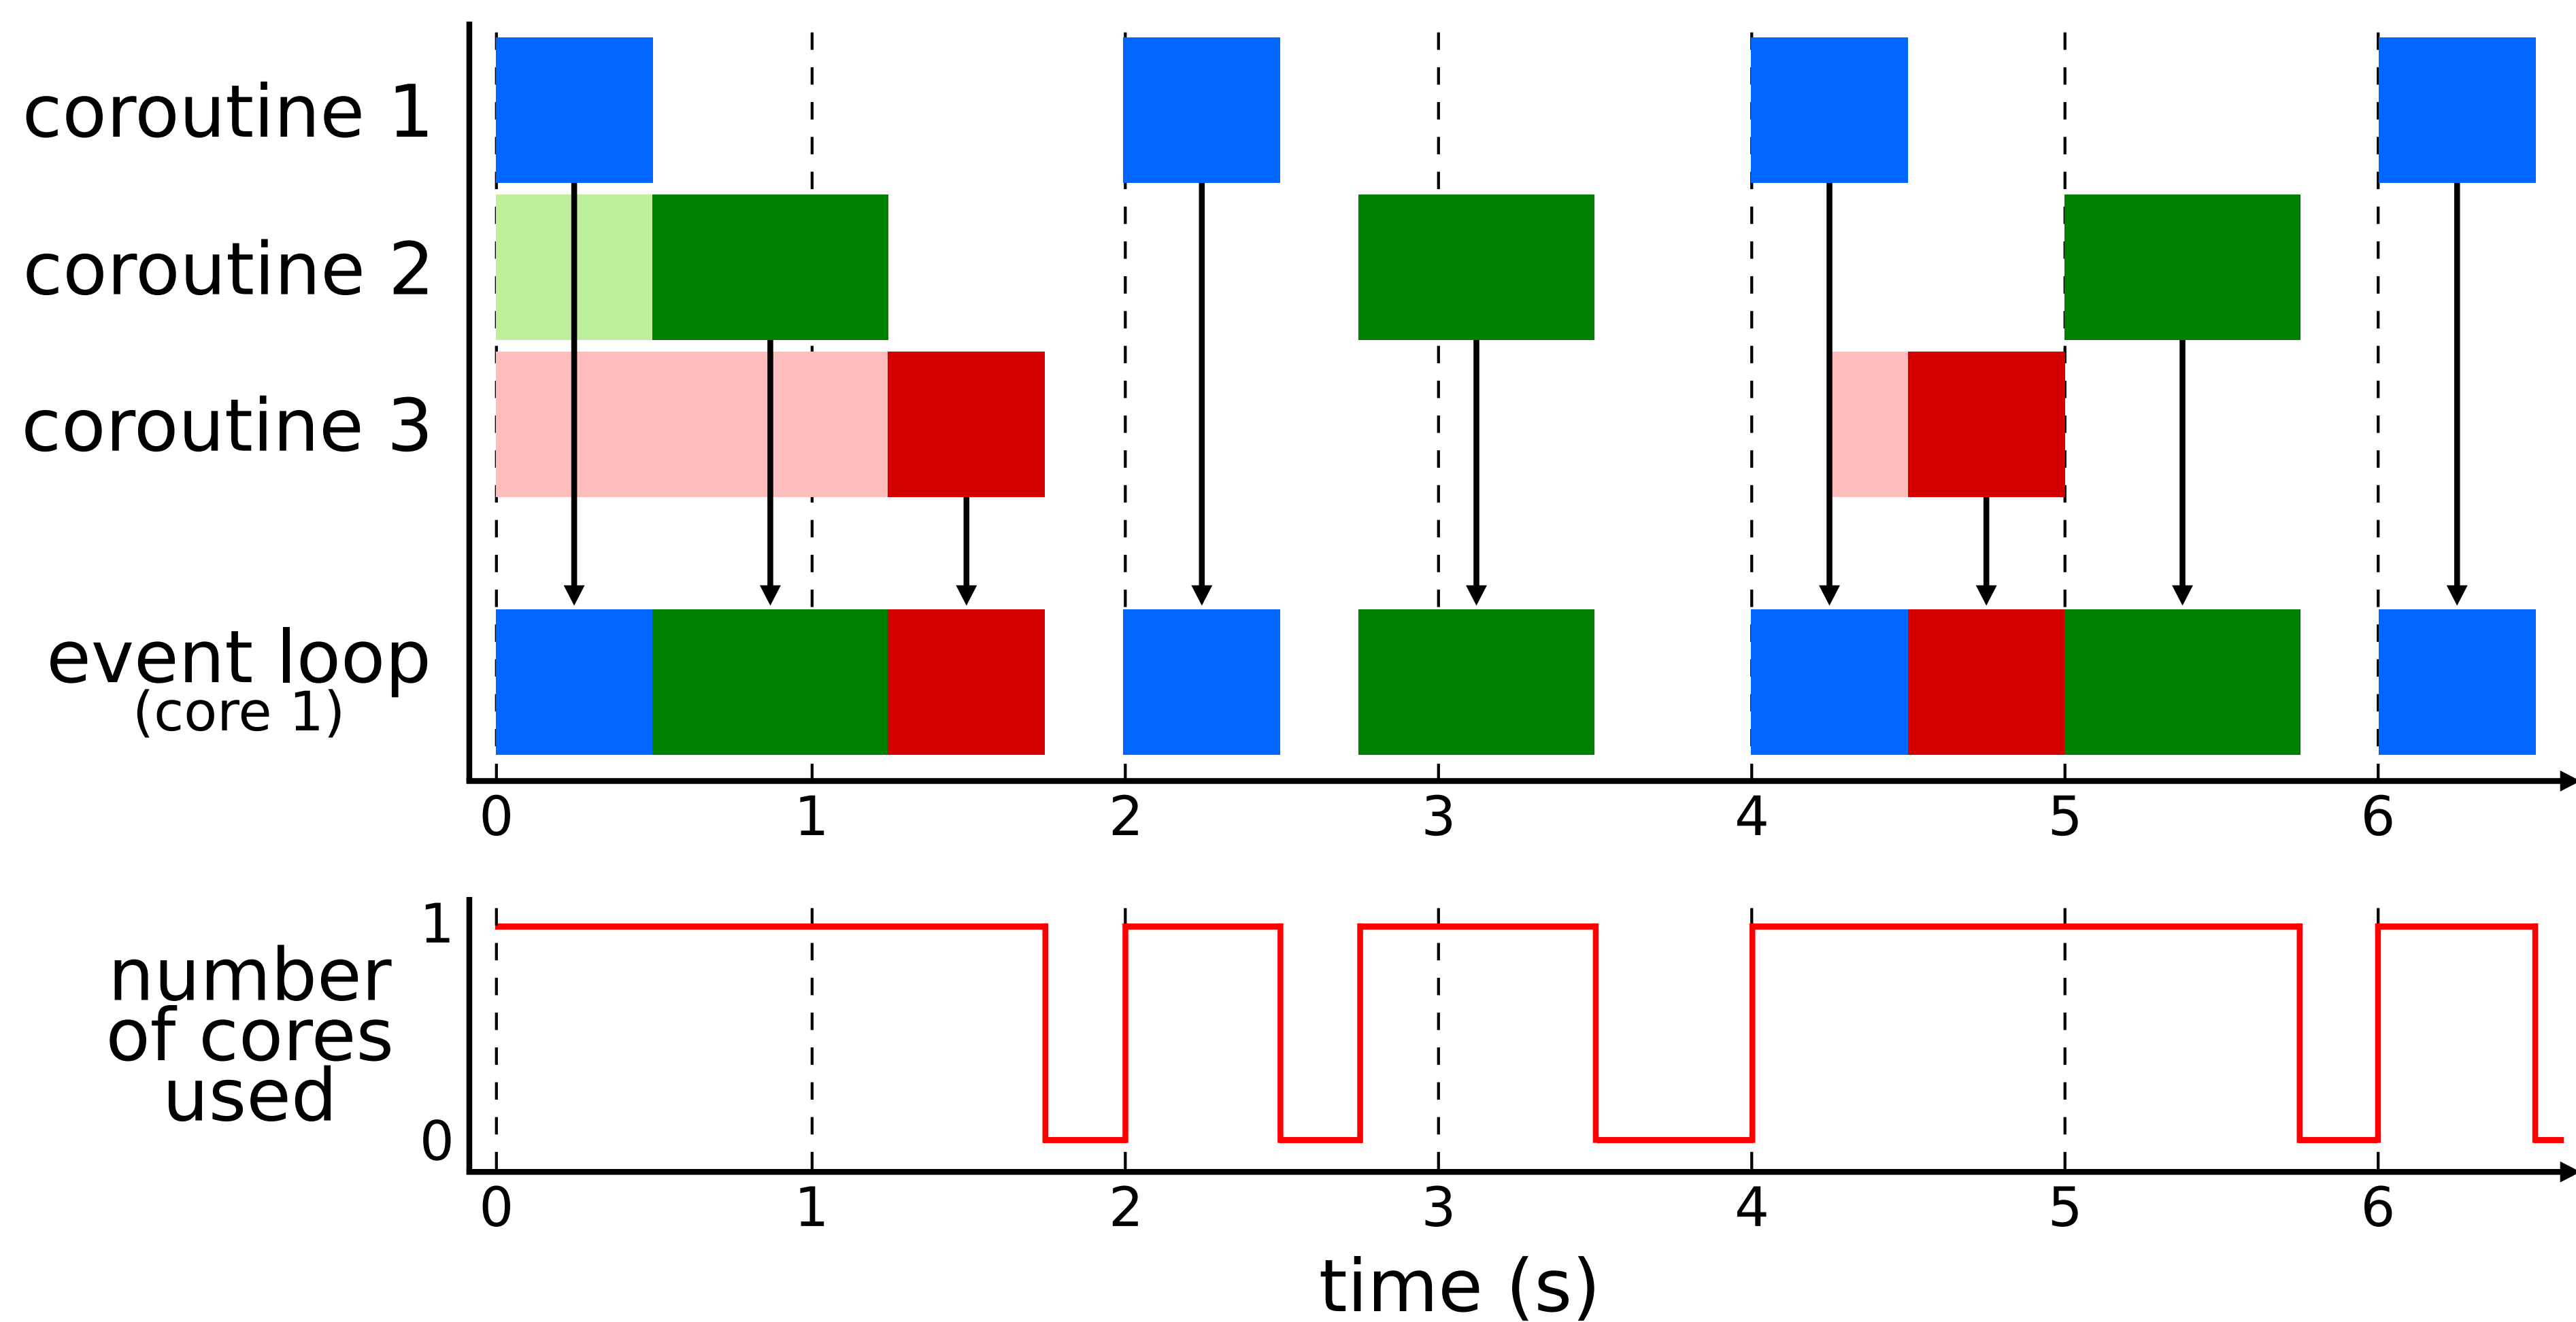 coroutine 1
coroutine 2
coroutine 3
event loop
(core 1)
0 1 2 3 4 5 6
1
number
of cores
used
0
0 1 2 3 4 5 6
time (s)